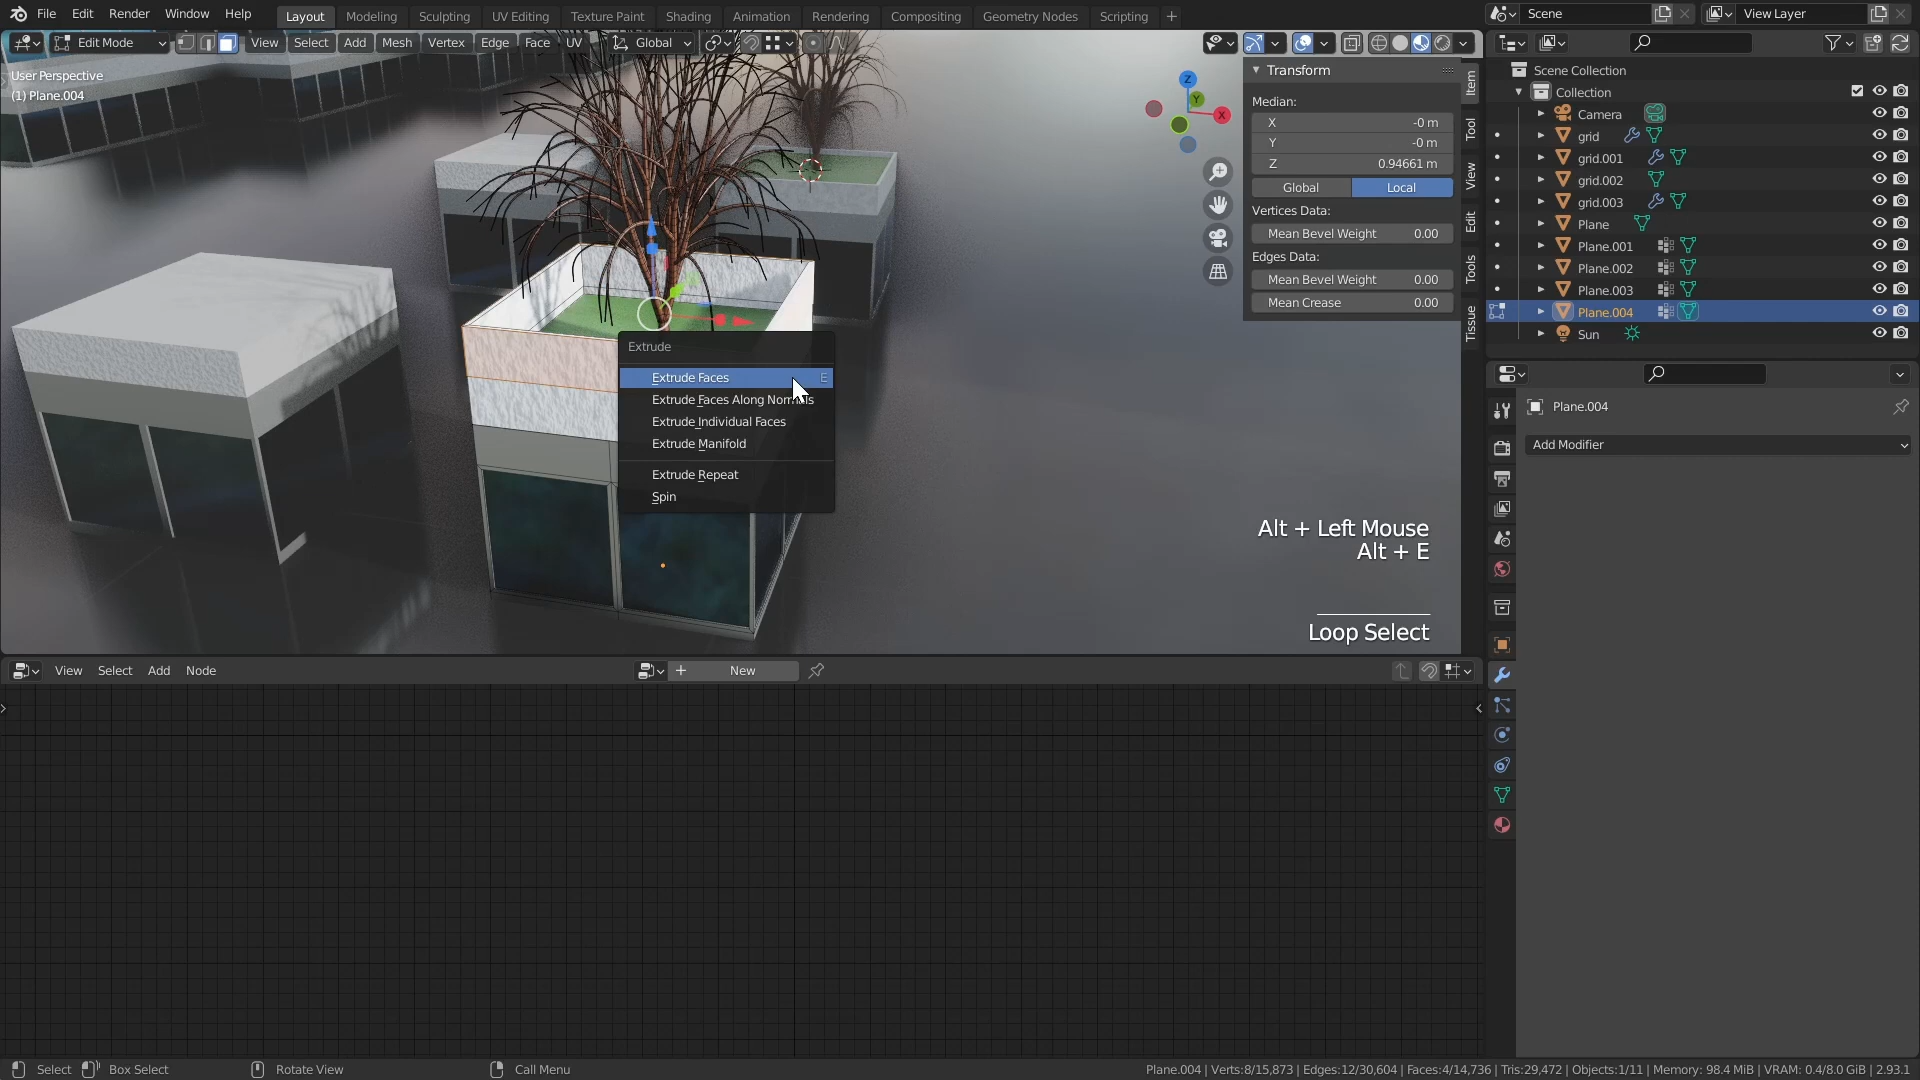 File Edit Render Window Help Layout Modeling Sculpting UV Editing Texture Paint Shading Animation Rendering Compositing Geometry Nodes Scripting + Scene View Layer
Edit Mode View Select Add Mesh Vertex Edge Face UV Global
User Perspective
(1) Plane.004
Transform
Median:
X -0 m
Y -0 m
Z 0.94661 m
Global Local
Vertices Data:
Mean Bevel Weight 0.00
Edges Data:
Mean Bevel Weight 0.00
Mean Crease 0.00
Item
Tool
View
Edit
Tools
Tissue
Z
Y
X
Extrude
Extrude Faces E
Extrude Faces Along Normals
Extrude Individual Faces
Extrude Manifold
Extrude Repeat
Spin
Alt + Left Mouse
Alt + E
Loop Select
Scene Collection
Collection
Camera
grid
grid.001
grid.002
grid.003
Plane
Plane.001
Plane.002
Plane.003
Plane.004
Sun
Plane.004
Add Modifier
View Select Add Node + New
Select Box Select Rotate View Call Menu
Plane.004 | Verts:8/15,873 | Edges:12/30,604 | Faces:4/14,736 | Tris:29,472 | Objects:1/11 | Memory: 98.4 MiB | VRAM: 0.4/8.0 GiB | 2.93.1